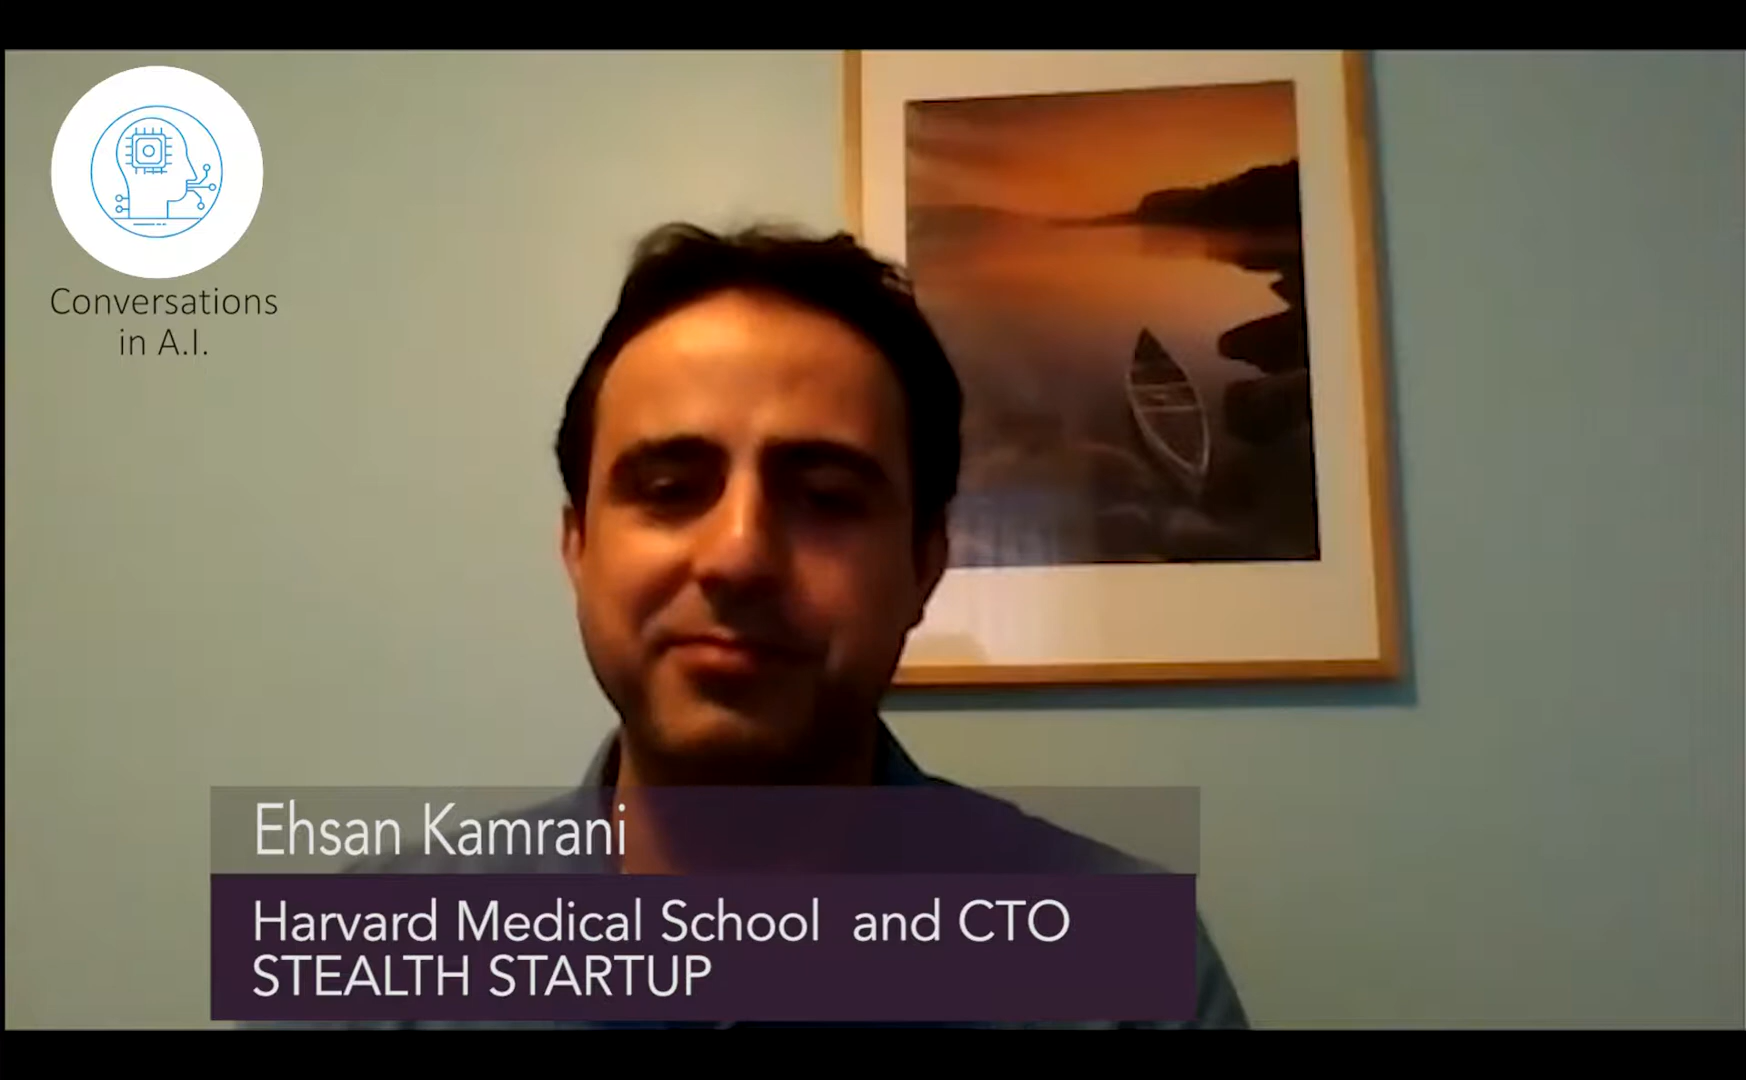 Conversations
in A.I.
Ehsan Kamrani
Harvard Medical School and CTO
STEALTH STARTUP